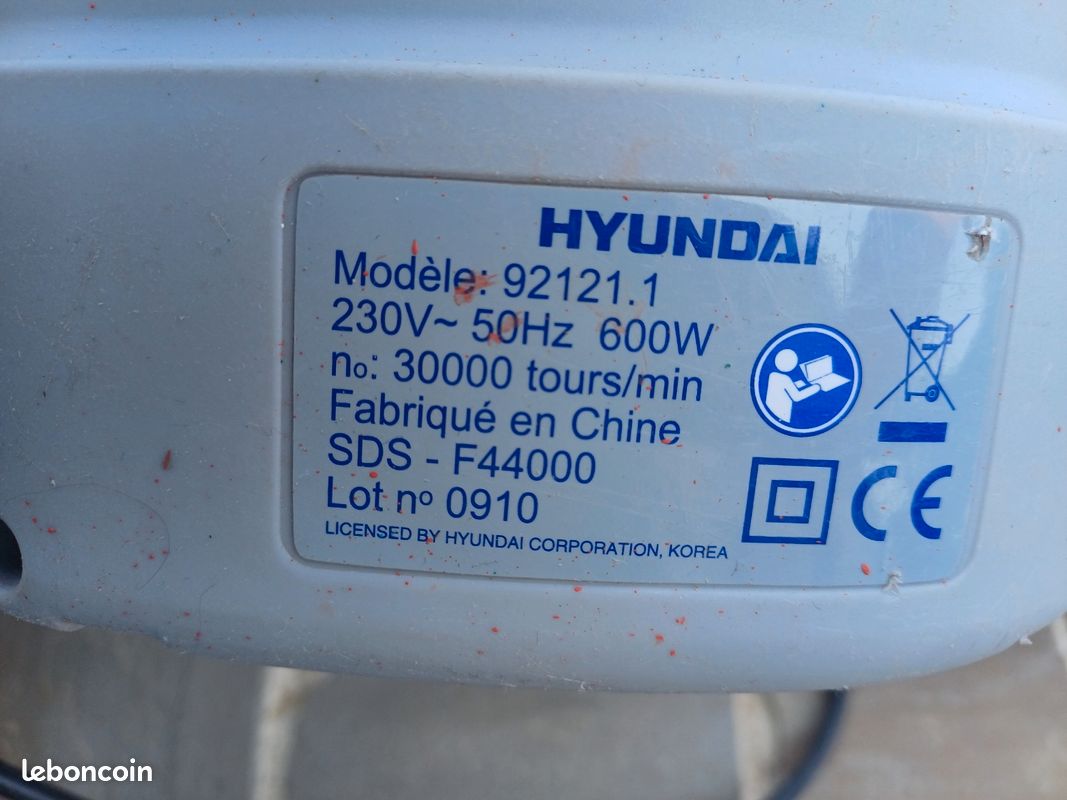 HYUNDAI
Modèle: 92121.1
230V~ 50Hz 600W
no: 30000 tours/min
Fabriqué en Chine
SDS - F44000
Lot nº 0910
LICENSED BY HYUNDAI CORPORATION, KOREA
CE
leboncoin